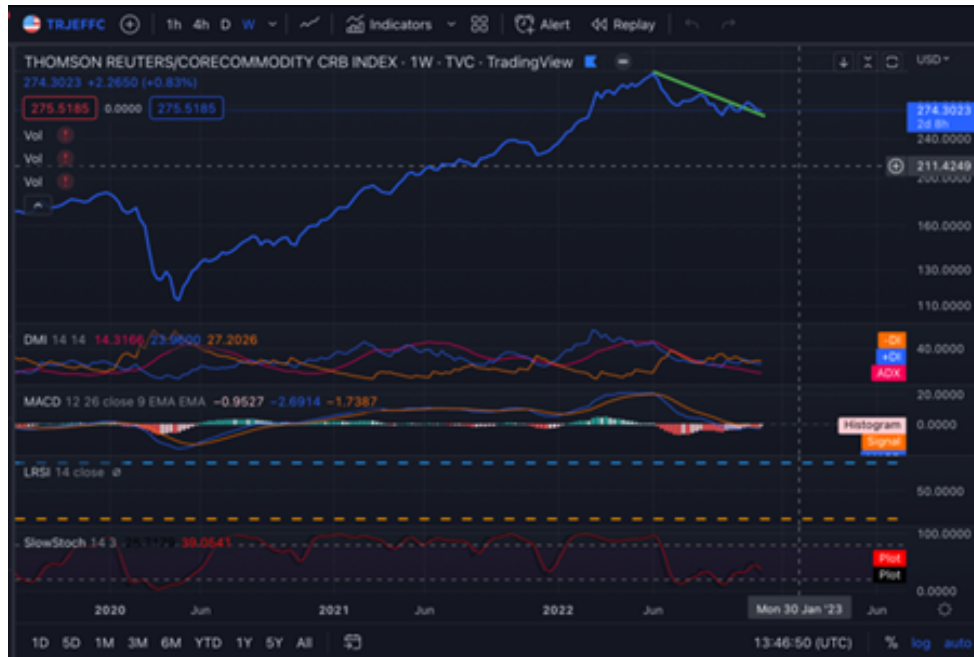 TRJEFFC 1h 4h D W Indicators Alert Replay
THOMSON REUTERS/CORECOMMODITY CRB INDEX · 1W · TVC · TradingView USD
274.3023 +2.2650 (+0.83%)
275.5185 0.0000 275.5185
274.3023
2d 8h
Vol
240.0000
Vol
211.4249
Vol
200.0000
160.0000
130.0000
110.0000
DMI 14 14 14.3166 23.9600 27.2026
-DI
40.0000
+DI
ADX
MACD 12 26 close 9 EMA EMA −0.9527 −2.6914 −1.7387
20.0000
Histogram 0.0000
Signal
LRSI 14 close ø
50.0000
SlowStoch 14 3 39.0541
100.0000
Plot
Plot
0.0000
2020 Jun 2021 Jun 2022 Jun Mon 30 Jan '23 Jun
1D 5D 1M 3M 6M YTD 1Y 5Y All 13:46:50 (UTC) % log auto